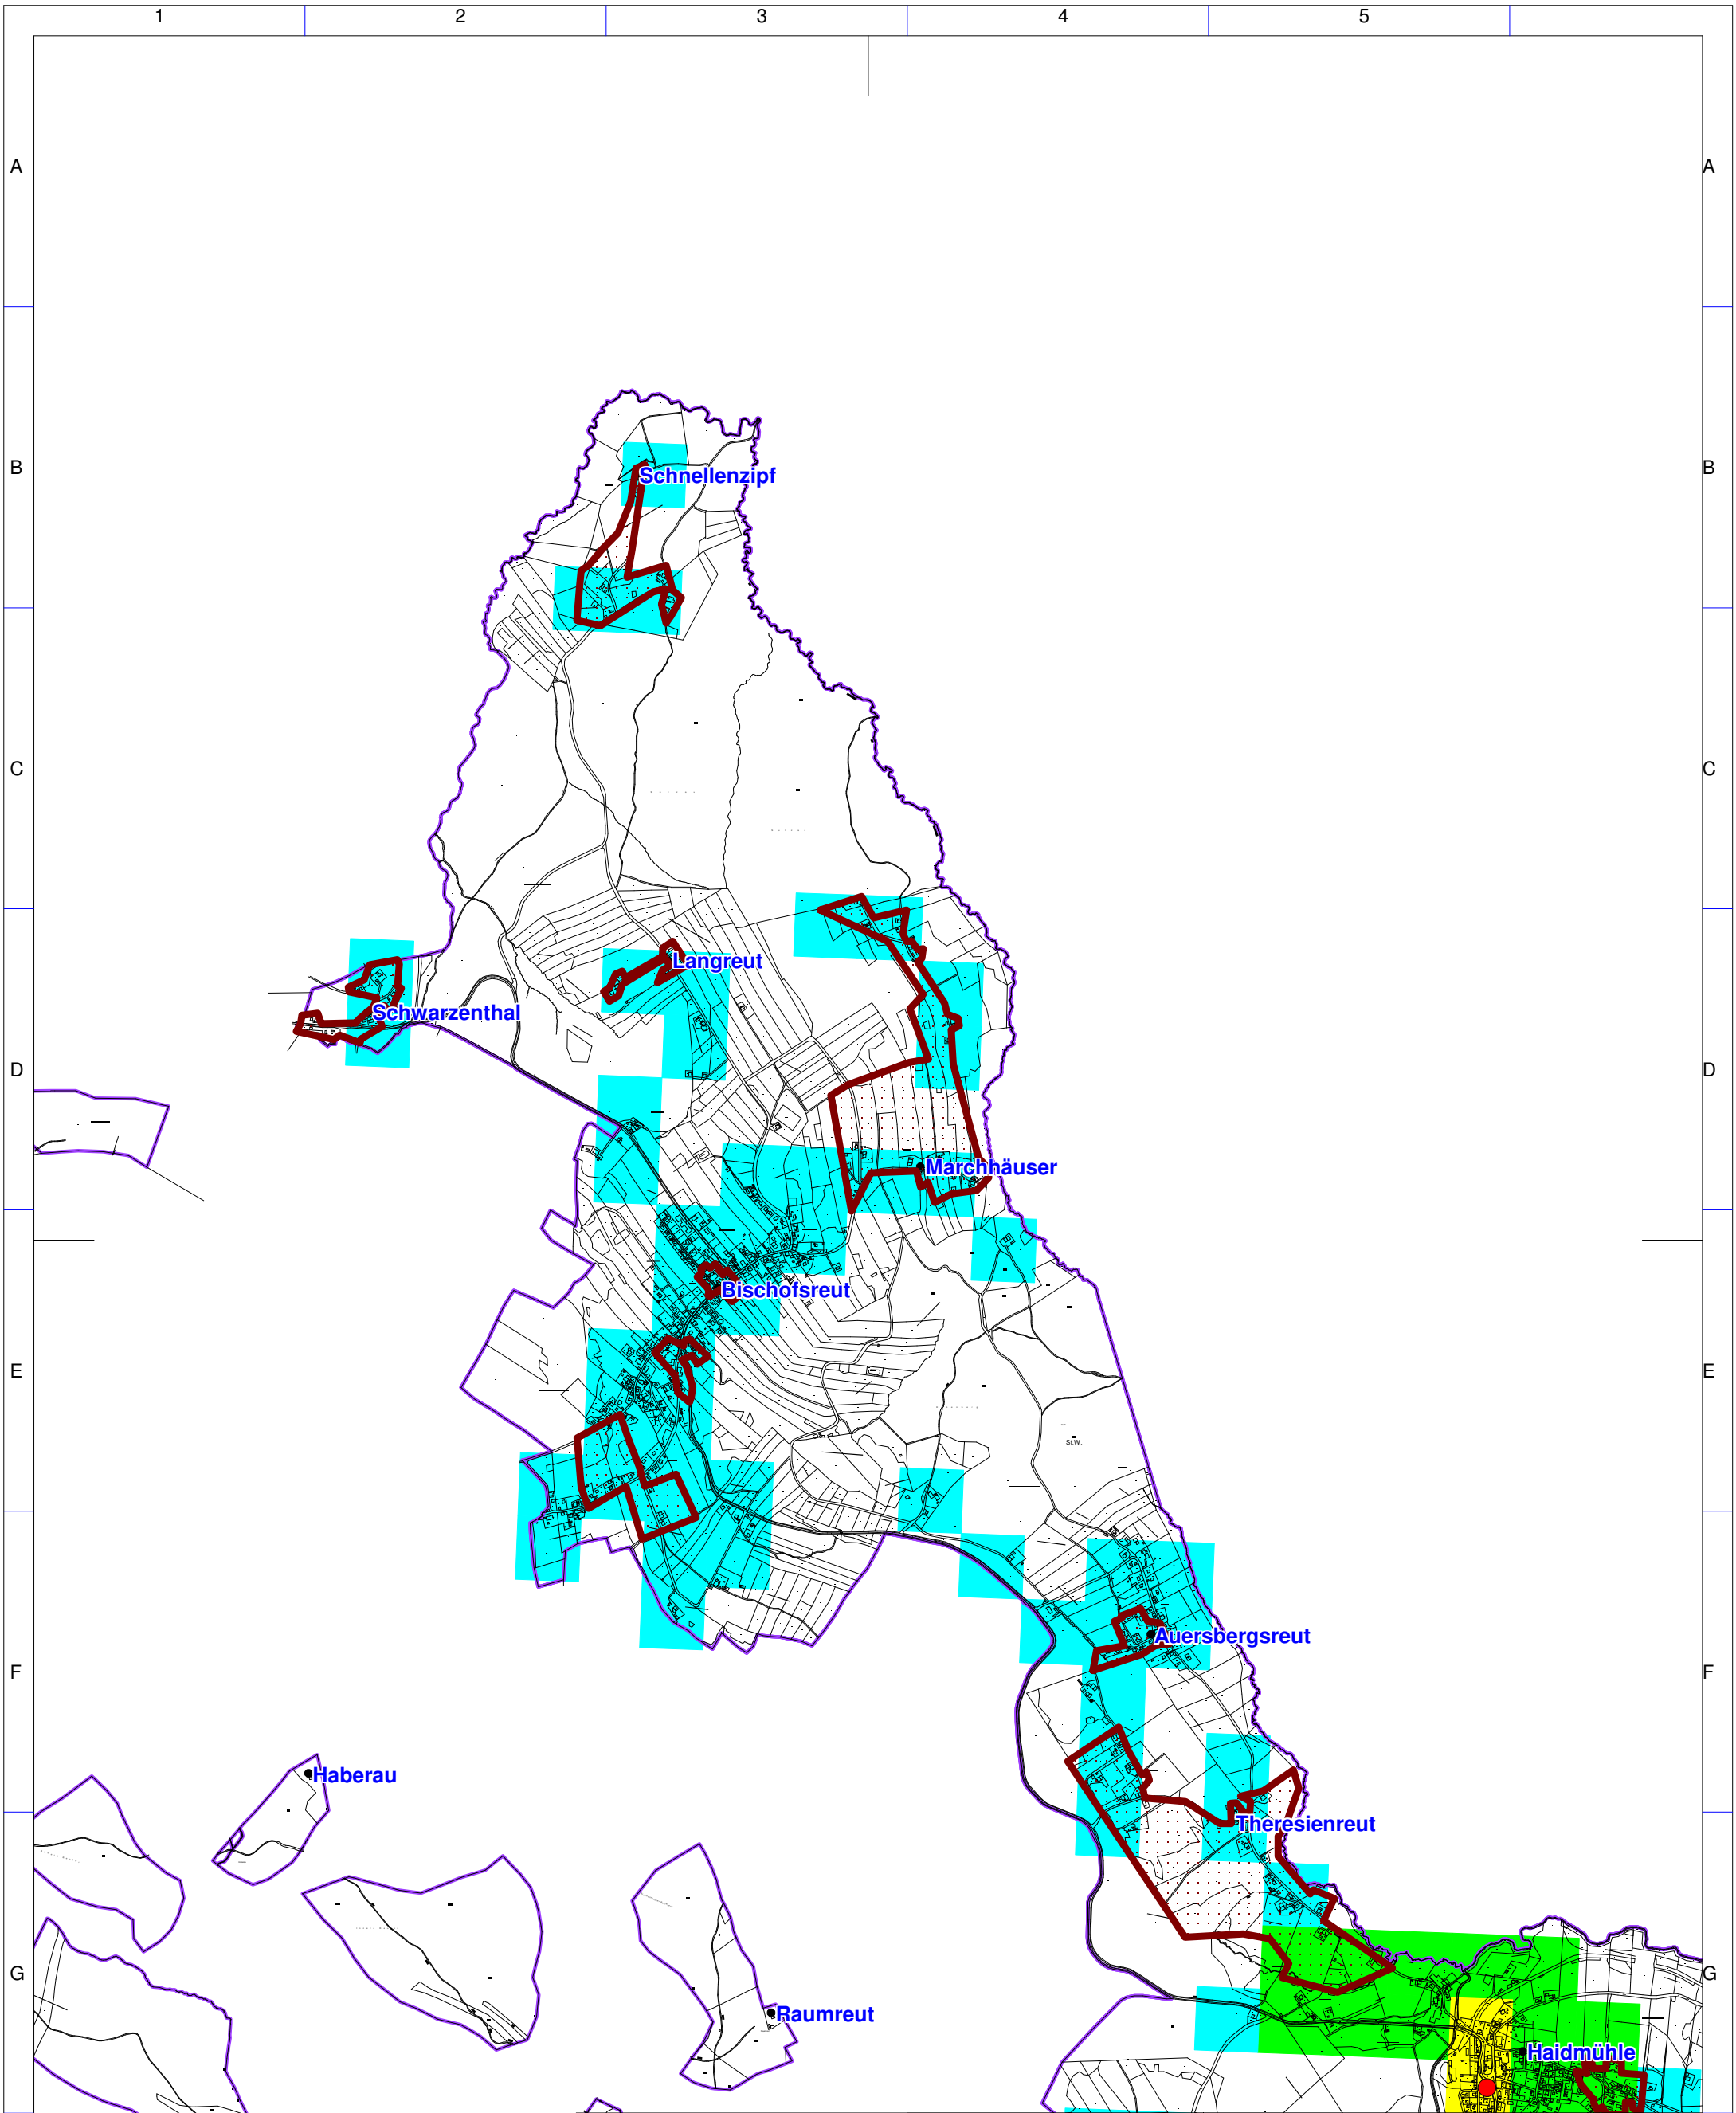 1 2 3 4 5
A A
B B
Schnellenzipf
C C
Langreut
Schwarzenthal
D D
Marchhäuser
Bischofsreut
E E
St.W.
Auersbergsreut
F F
Haberau
Theresienreut
G G
Raumreut
Haidmühle